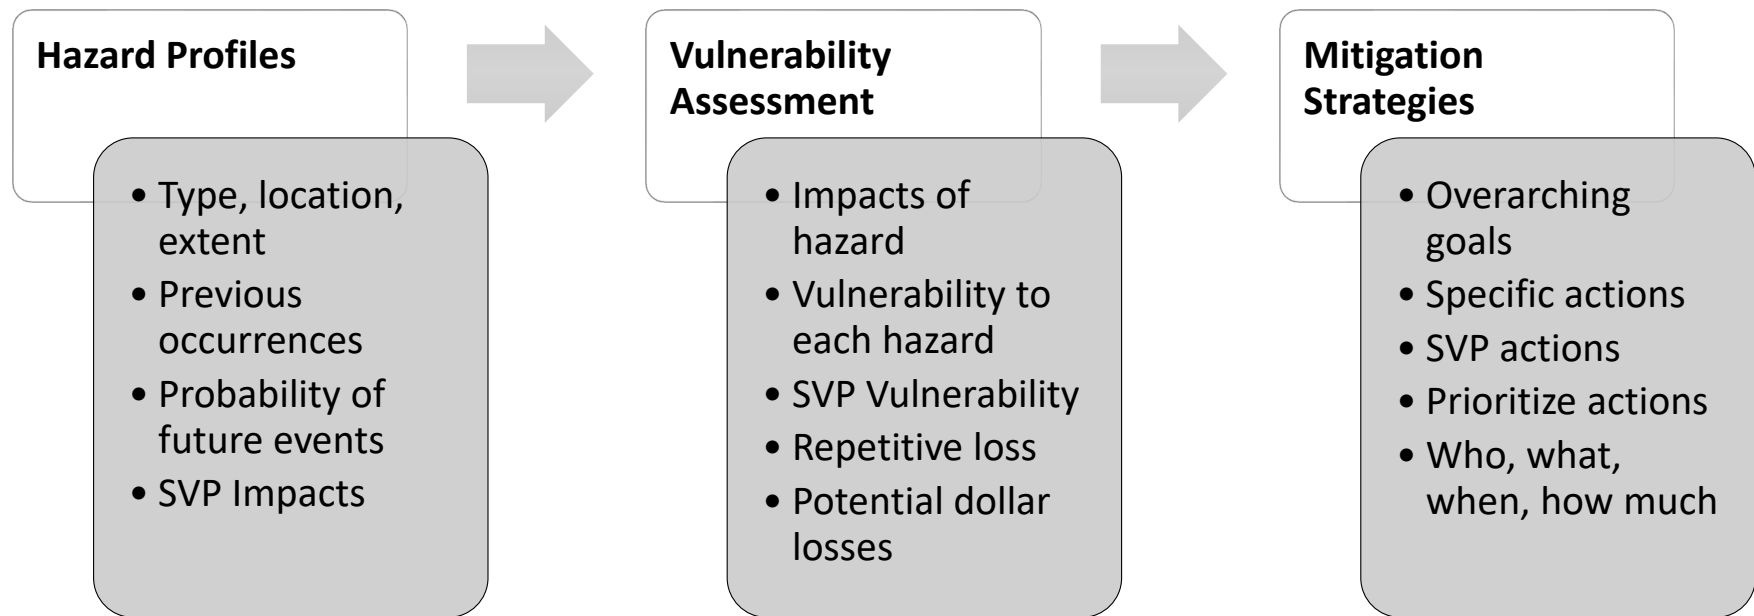 Hazard Profiles
• Type, location,
extent
• Previous
occurrences
• Probability of
future events
• SVP Impacts
Vulnerability
Assessment
• Impacts of
hazard
• Vulnerability to
each hazard
• SVP Vulnerability
• Repetitive loss
• Potential dollar
losses
Mitigation
Strategies
• Overarching
goals
• Specific actions
• SVP actions
• Prioritize actions
• Who, what,
when, how much